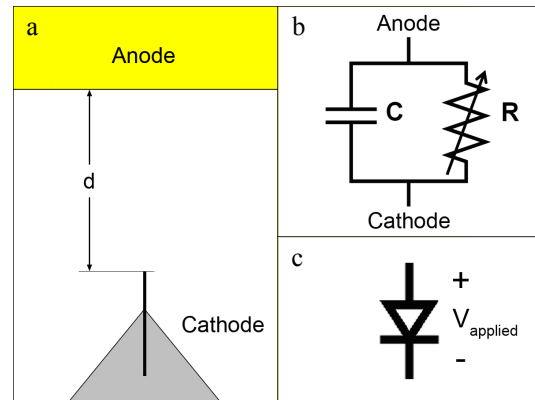 a
Anode
d
Cathode
b
Anode
C
R
Cathode
c
+
V applied
-